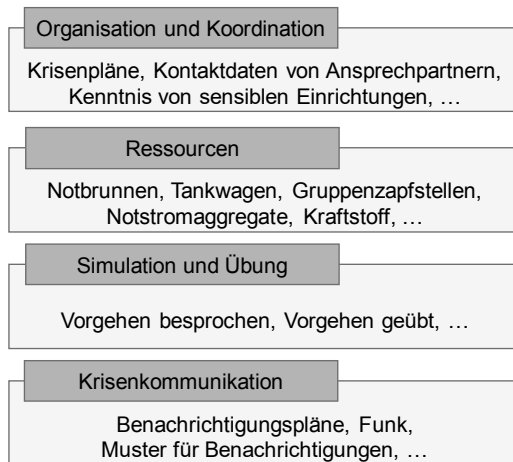 Organisation und Koordination
Krisenpläne, Kontaktdaten von Ansprechpartnern,
Kenntnis von sensiblen Einrichtungen, …
Ressourcen
Notbrunnen, Tankwagen, Gruppenzapfstellen,
Notstromaggregate, Kraftstoff, …
Simulation und Übung
Vorgehen besprochen, Vorgehen geübt, …
Krisenkommunikation
Benachrichtigungspläne, Funk,
Muster für Benachrichtigungen, …